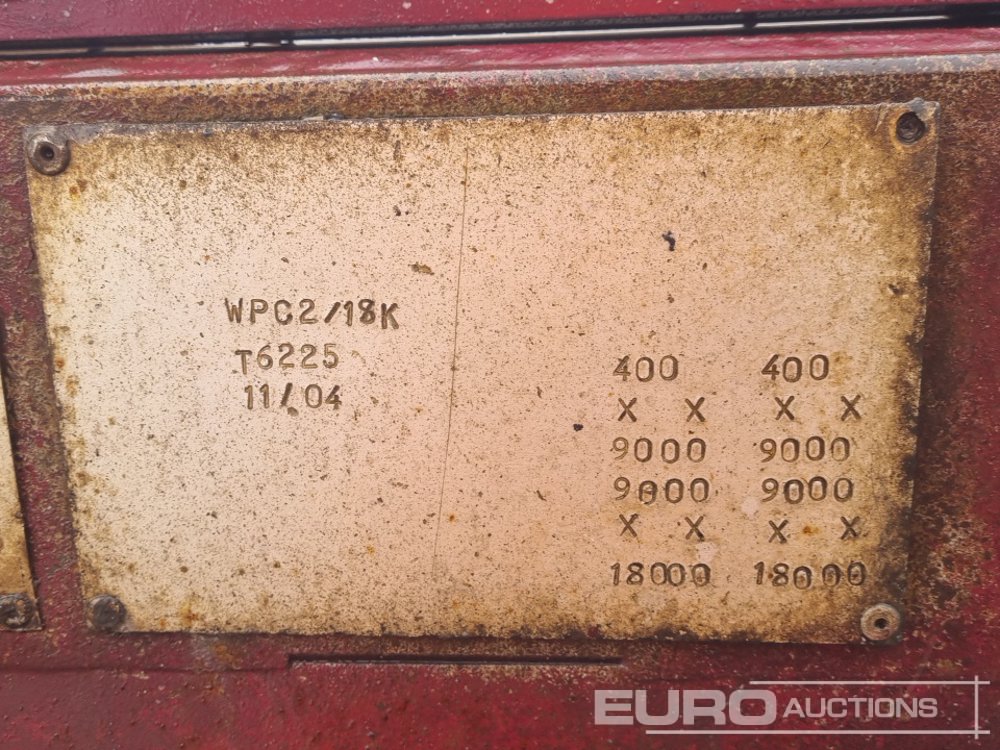 WPC2/18K
T6225
11/04
400 400
X X X X
9000 9000
9000 9000
X X X X
18000 18000
EURO AUCTIONS